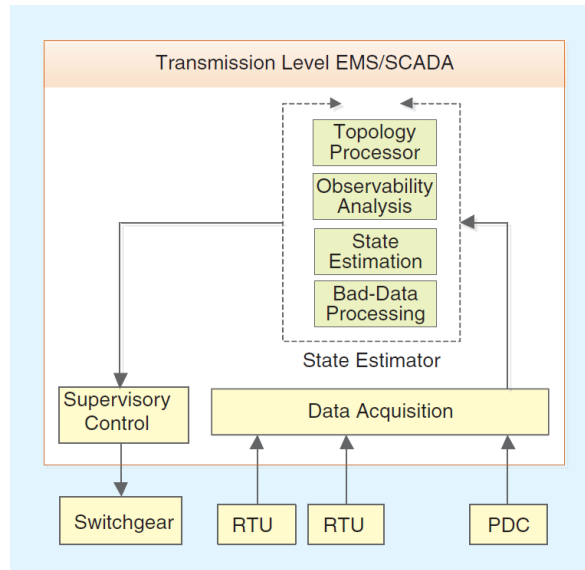 Transmission Level EMS/SCADA
Topology
Processor
Observability
Analysis
State
Estimation
Bad-Data
Processing
State Estimator
Supervisory
Control
Data Acquisition
Switchgear
RTU
RTU
PDC